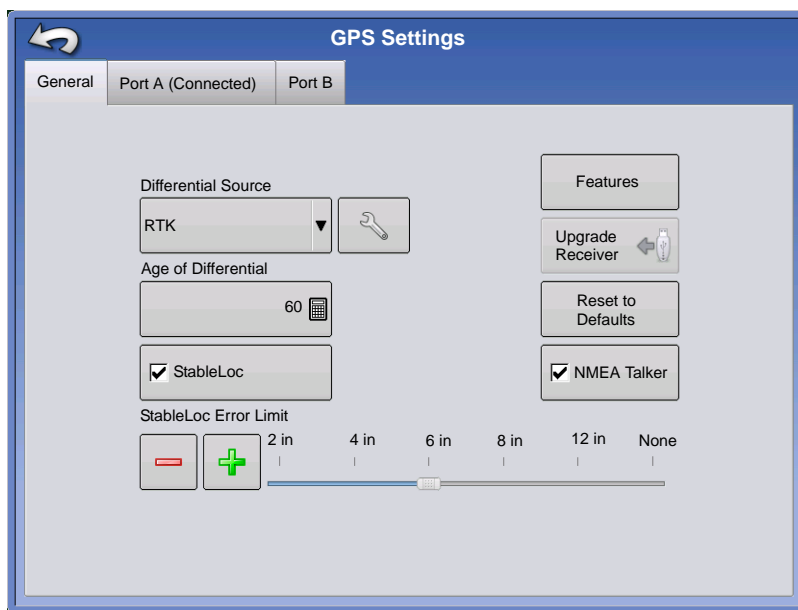 GPS Settings
General
Port A (Connected)
Port B
Differential Source
RTK
Age of Differential
60
StableLoc
StableLoc Error Limit
2 in
4 in
6 in
8 in
12 in
None
Features
Upgrade
Receiver
Reset to
Defaults
NMEA Talker